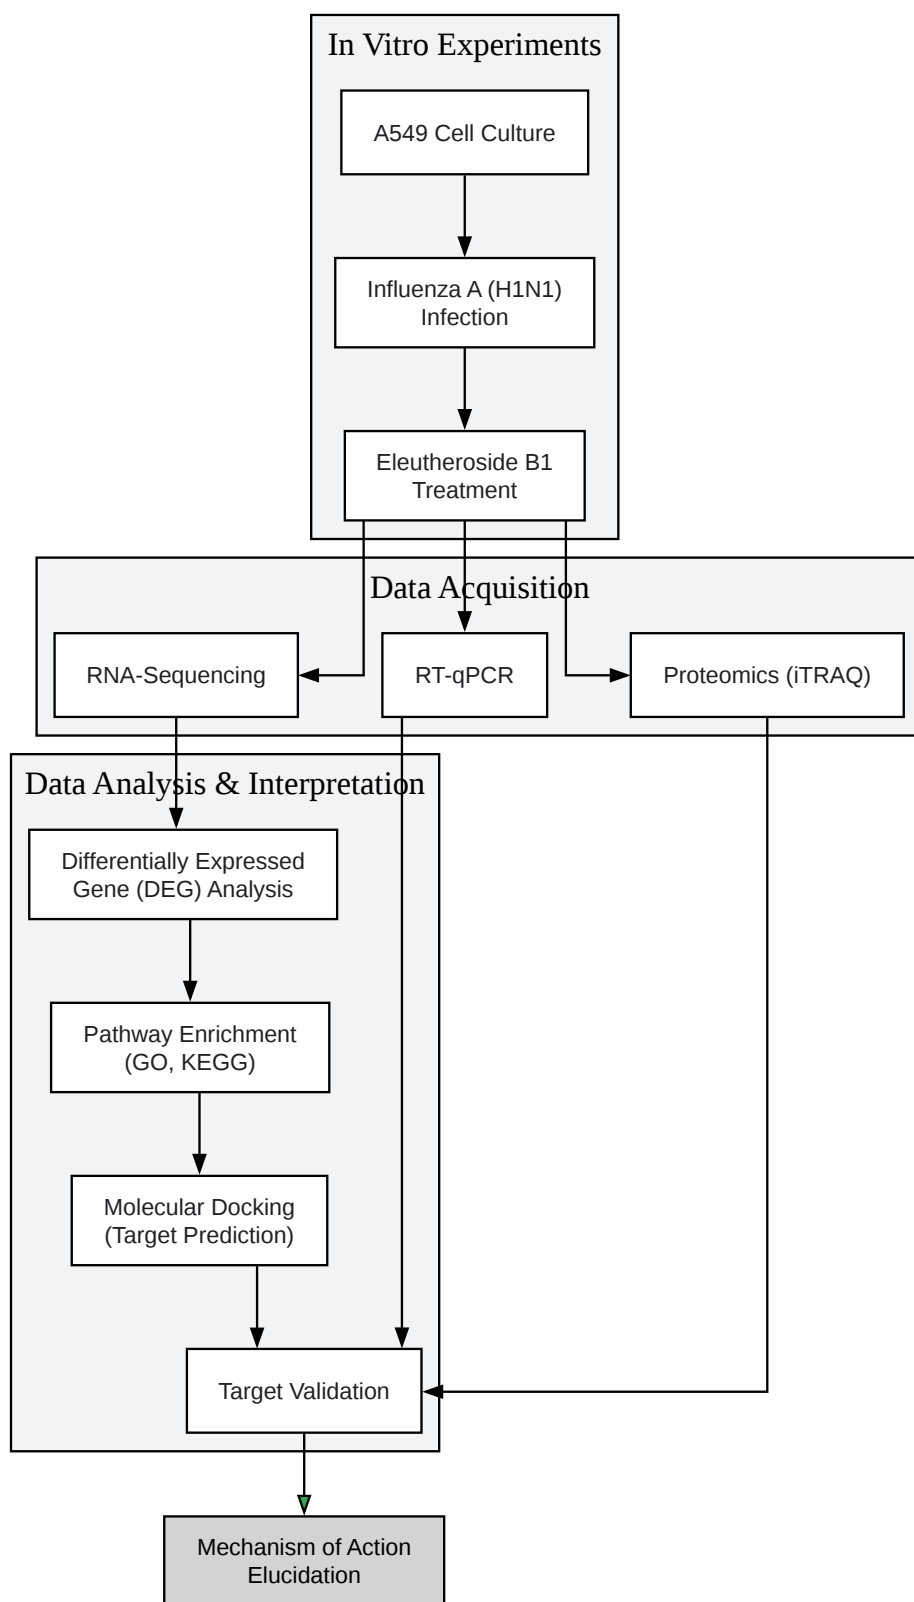 In Vitro Experiments
A549 Cell Culture
Influenza A (H1N1)
Infection
Eleutheroside B1
Treatment
Data Acquisition
RNA-Sequencing
RT-qPCR
Proteomics (iTRAQ)
Data Analysis & Interpretation
Differentially Expressed
Gene (DEG) Analysis
Pathway Enrichment
(GO, KEGG)
Molecular Docking
(Target Prediction)
Target Validation
Mechanism of Action
Elucidation